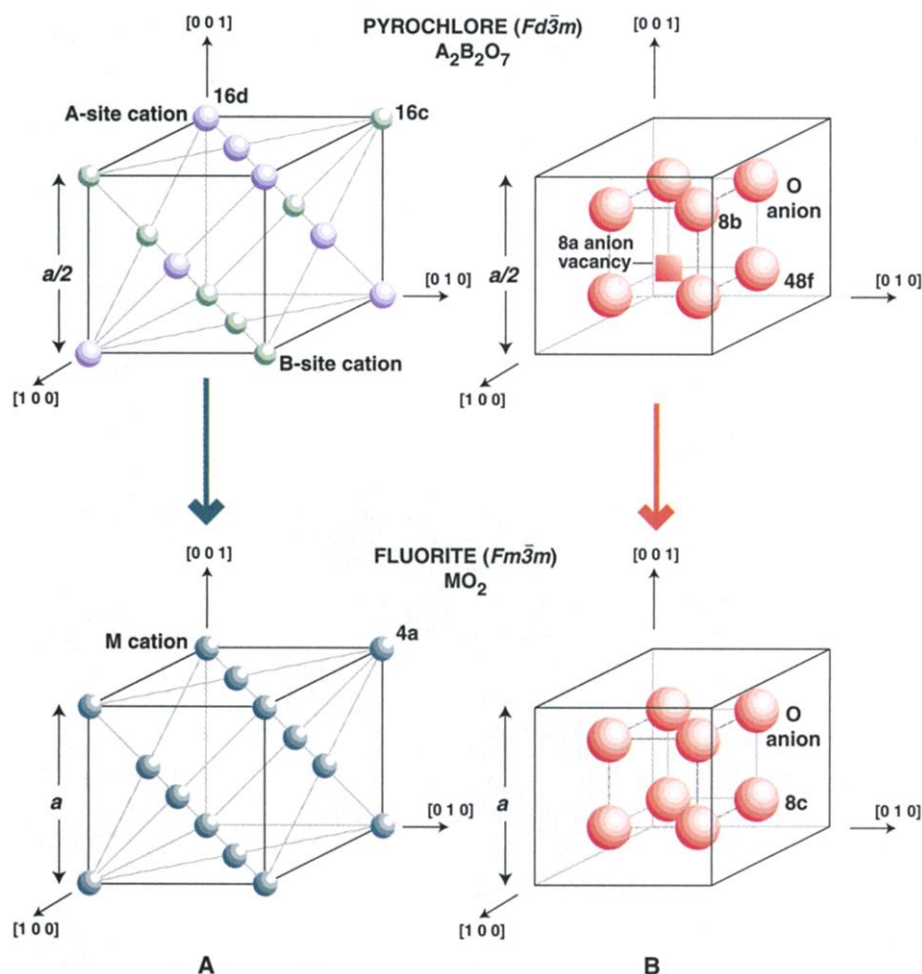 PYROCHLORE (Fd3̄m)
A₂B₂O₇
[0 0 1]
16d
A-site cation
16c
a/2
[0 1 0]
B-site cation
[1 0 0]
[0 0 1]
O
anion
8b
8a anion
vacancy
48f
a/2
[0 1 0]
[1 0 0]
FLUORITE (Fm3̄m)
MO₂
[0 0 1]
M cation
4a
a
[0 1 0]
[1 0 0]
A
[0 0 1]
O
anion
8c
a
[0 1 0]
[1 0 0]
B